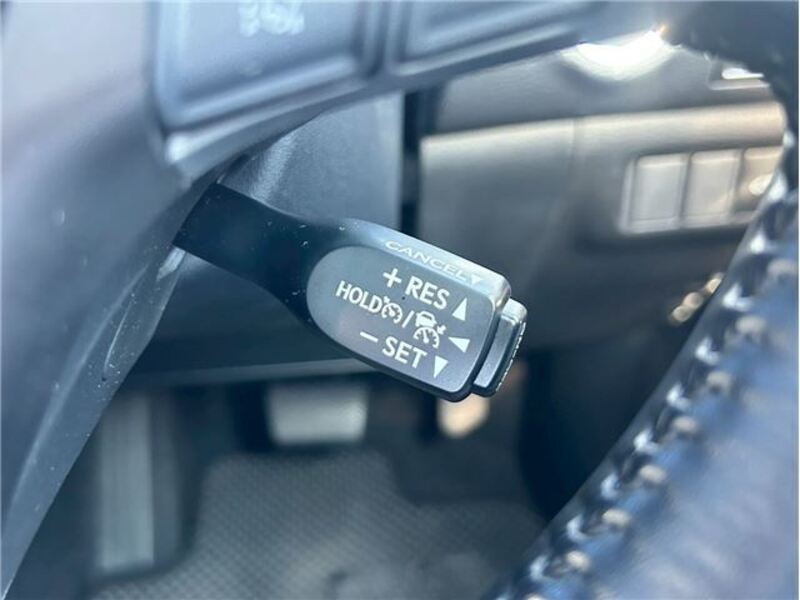 CANCEL▼
+ RES ▲
HOLD /
− SET ▼